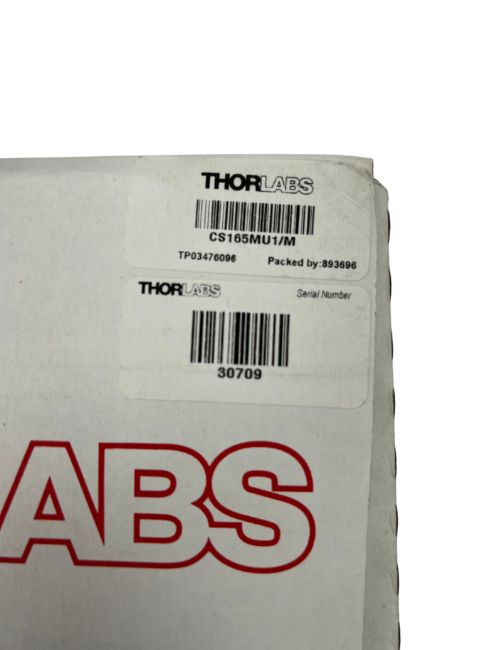 THORLABS
CS165MU1/M
TP03476096 Packed by:893696
THORLABS Serial Number
30709
ABS